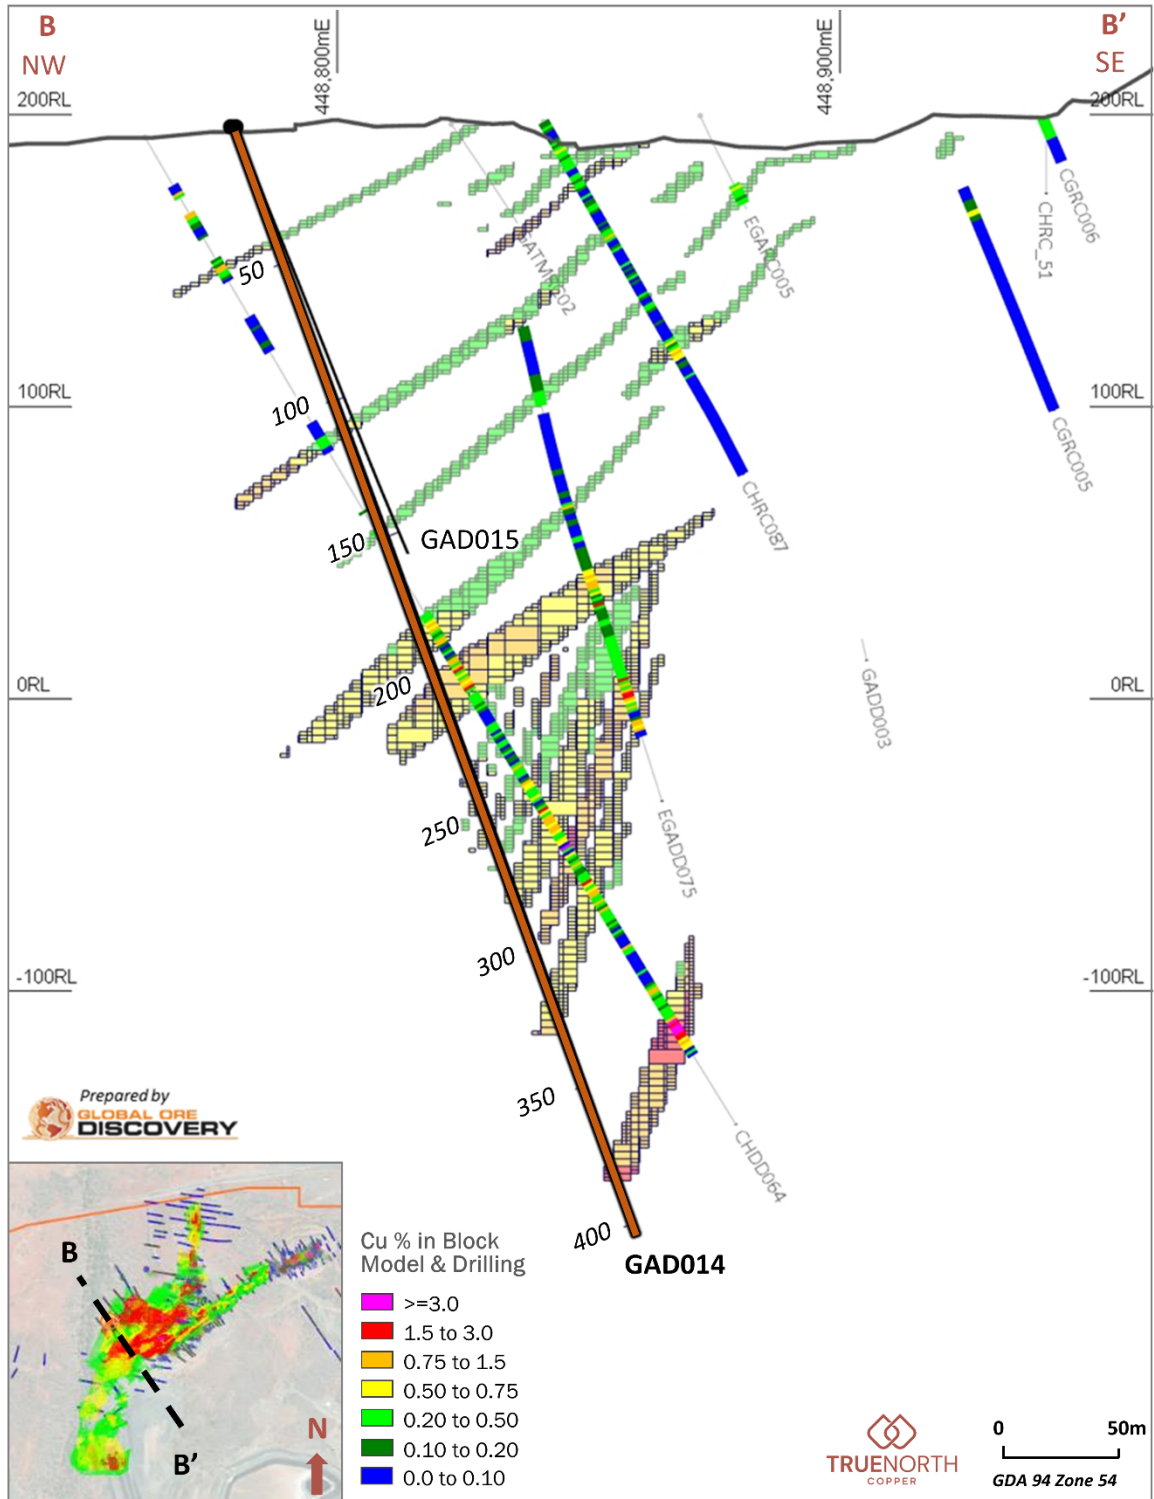 B
NW
448,800mE
448,900mE
B'
SE
200RL
200RL
CGRC006
CHRC_51
EGARC005
50
100RL
100
100RL
CGRC005
CHRC087
150
GAD015
0RL
200
0RL
GADD003
250
EGADD075
300
-100RL
-100RL
350
CHDD064
400
GAD014
Prepared by
GLOBAL ORE
DISCOVERY
B
B'
N
Cu % in Block
Model & Drilling
>=3.0
1.5 to 3.0
0.75 to 1.5
0.50 to 0.75
0.20 to 0.50
0.10 to 0.20
0.0 to 0.10
TRUENORTH
COPPER
0 50m
GDA 94 Zone 54